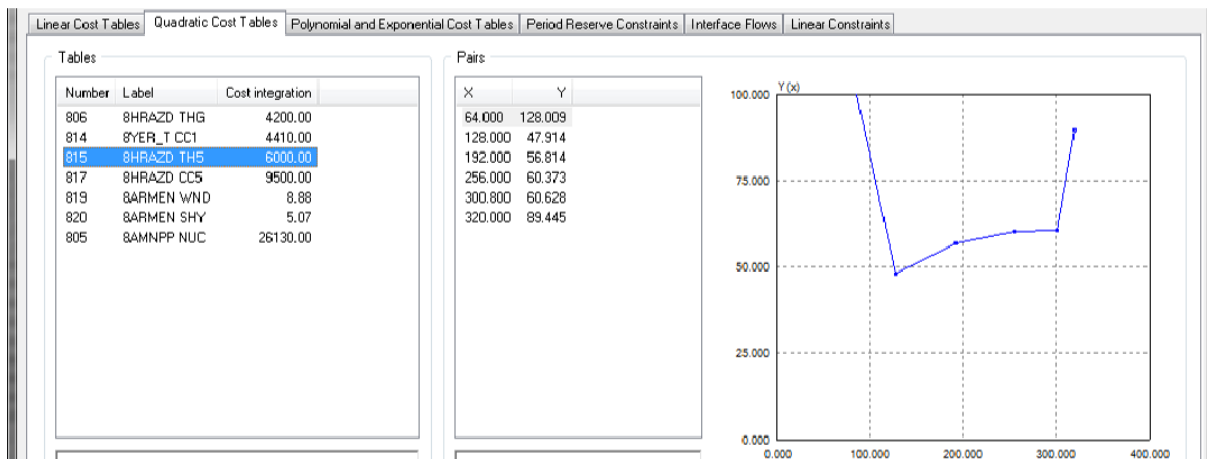 Linear Cost Tables Quadratic Cost Tables Polynomial and Exponential Cost Tables Period Reserve Constraints Interface Flows Linear Constraints
Tables
Number Label Cost integration
806 8HRAZD THG 4200.00
814 8YER_T CC1 4410.00
815 8HRAZD TH5 6000.00
817 8HRAZD CC5 9500.00
819 8ARMEN WND 8.88
820 8ARMEN SHY 5.07
805 8AMNPP NUC 26130.00
Pairs
X Y
64.000 128.009
128.000 47.914
192.000 56.814
256.000 60.373
300.800 60.628
320.000 89.445
Y(x)
100.000
75.000
50.000
25.000
0.000
0.000 100.000 200.000 300.000 400.000